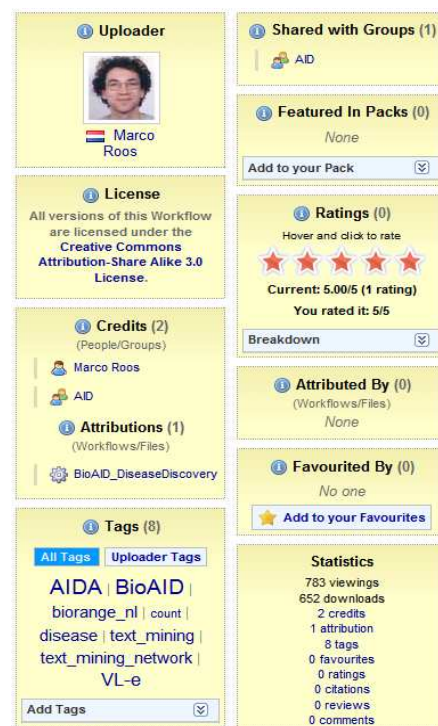 Uploader
Marco
Roos
License
All versions of this Workflow
are licensed under the
Creative Commons
Attribution-Share Alike 3.0
License.
Credits (2)
(People/Groups)
Marco Roos
AID
Attributions (1)
(Workflows/Files)
BioAID_DiseaseDiscovery
Tags (8)
All Tags Uploader Tags
AIDA | BioAID |
biorange_nl | count |
disease | text_mining |
text_mining_network |
VL-e
Add Tags
Shared with Groups (1)
AID
Featured In Packs (0)
None
Add to your Pack
Ratings (0)
Hover and click to rate
Current: 5.00/5 (1 rating)
You rated it: 5/5
Breakdown
Attributed By (0)
(Workflows/Files)
None
Favourited By (0)
No one
Add to your Favourites
Statistics
783 viewings
652 downloads
2 credits
1 attribution
8 tags
0 favourites
0 ratings
0 citations
0 reviews
0 comments